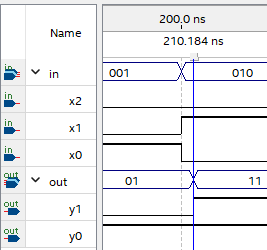 200.0 ns
Name
210.184 ns
in in 001 010
in x2
in x1
in x0
out out 01 11
out y1
out y0